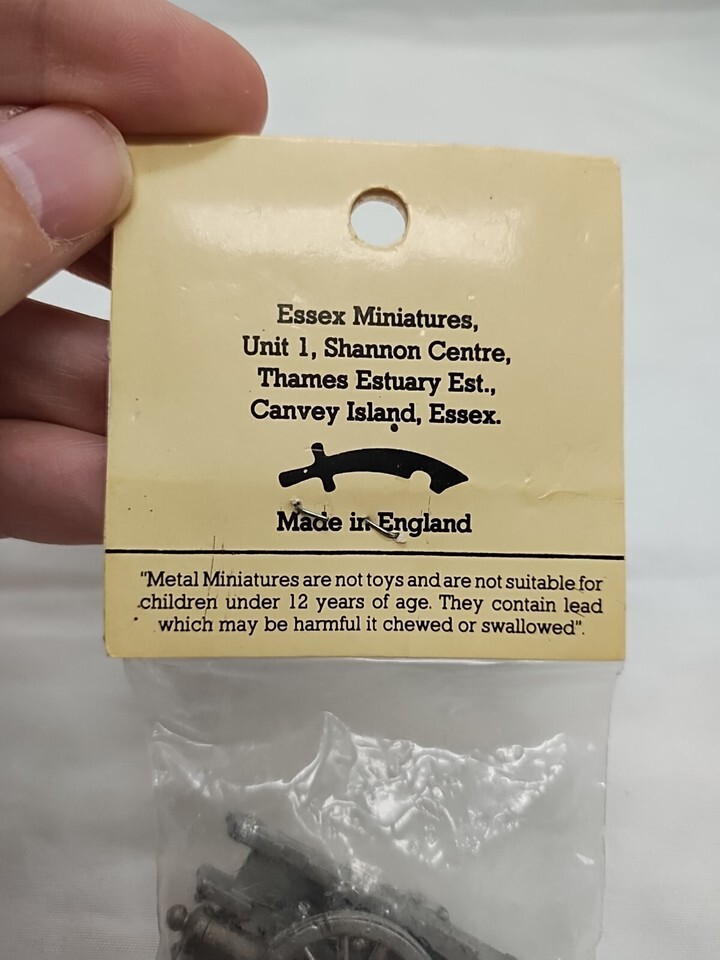 Essex Miniatures,
Unit 1, Shannon Centre,
Thames Estuary Est.,
Canvey Island, Essex.
Made in England
"Metal Miniatures are not toys and are not suitable for
children under 12 years of age. They contain lead
which may be harmful it chewed or swallowed".